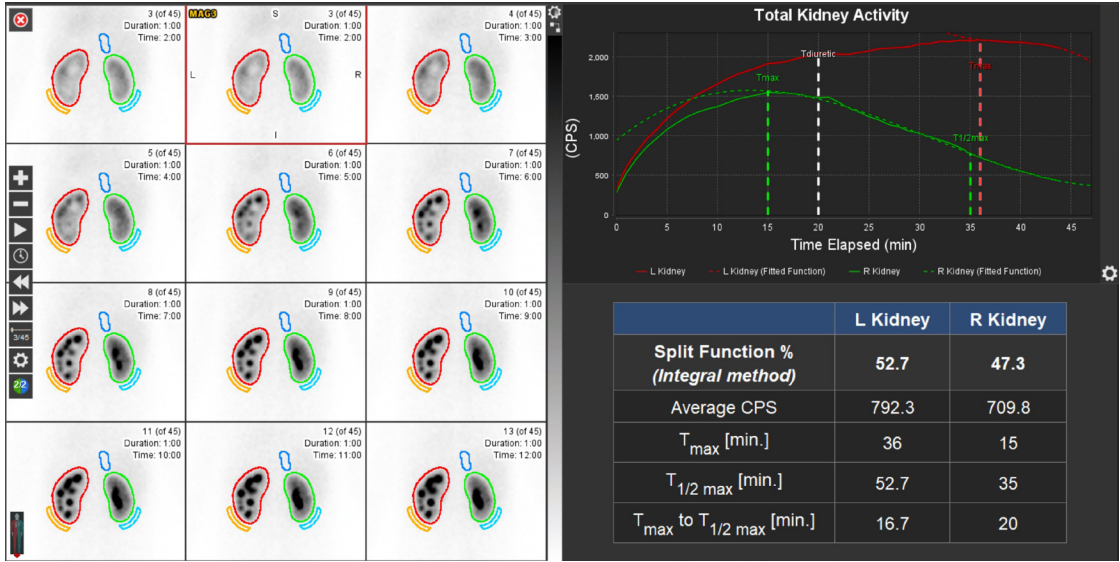 3 (of 45)
Duration: 1:00
Time: 2:00
MAG3
S
3 (of 45)
Duration: 1:00
Time: 2:00
L
R
I
4 (of 45)
Duration: 1:00
Time: 3:00
5 (of 45)
Duration: 1:00
Time: 4:00
6 (of 45)
Duration: 1:00
Time: 5:00
7 (of 45)
Duration: 1:00
Time: 6:00
8 (of 45)
Duration: 1:00
Time: 7:00
9 (of 45)
Duration: 1:00
Time: 8:00
10 (of 45)
Duration: 1:00
Time: 9:00
11 (of 45)
Duration: 1:00
Time: 10:00
12 (of 45)
Duration: 1:00
Time: 11:00
13 (of 45)
Duration: 1:00
Time: 12:00
3/45
2/2
Total Kidney Activity
(CPS)
2,000
1,500
1,000
500
0
Tmax
Tdiuretic
Tmax
T1/2max
0 5 10 15 20 25 30 35 40 45
Time Elapsed (min)
L Kidney L Kidney (Fitted Function) R Kidney R Kidney (Fitted Function)
L Kidney R Kidney
Split Function %
(Integral method) 52.7 47.3
Average CPS 792.3 709.8
Tmax [min.] 36 15
T1/2 max [min.] 52.7 35
Tmax to T1/2 max [min.] 16.7 20